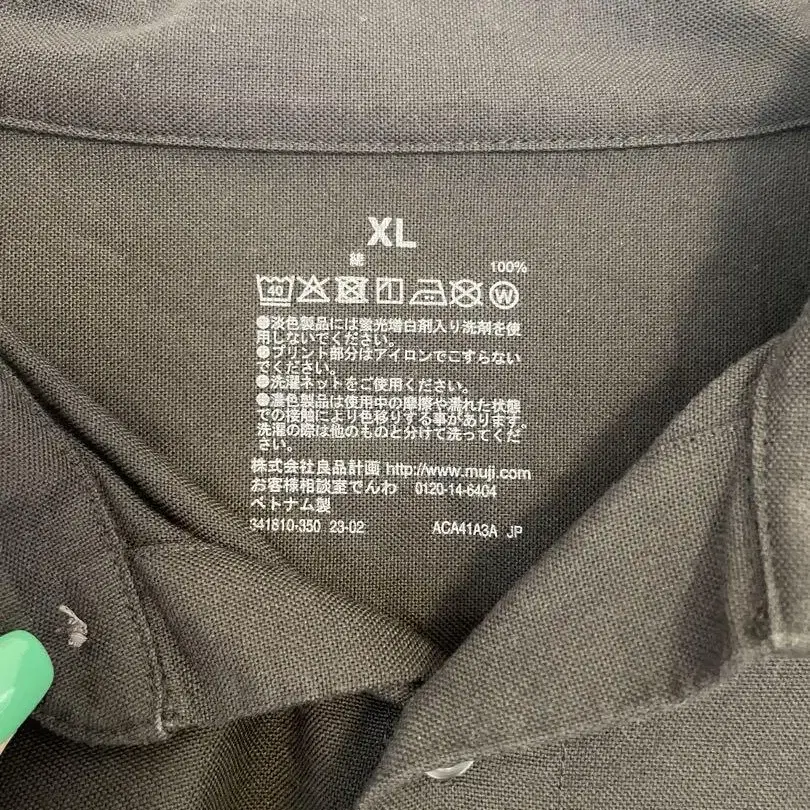 XL
綿 100%
40 W
●淡色製品には蛍光増白剤入り洗剤を使
用しないでください。
●プリント部分はアイロンでこすらない
でください。
●洗濯ネットをご使用ください。
●濃色製品は使用中の摩擦や濡れた状態
での接触により色移りする事があります。
洗濯の際は他のものと分けて洗ってくだ
さい。
株式会社良品計画 http://www.muji.com
お客様相談室でんわ 0120-14-6404
ベトナム製
341810-350 23-02 ACA41A3A JP